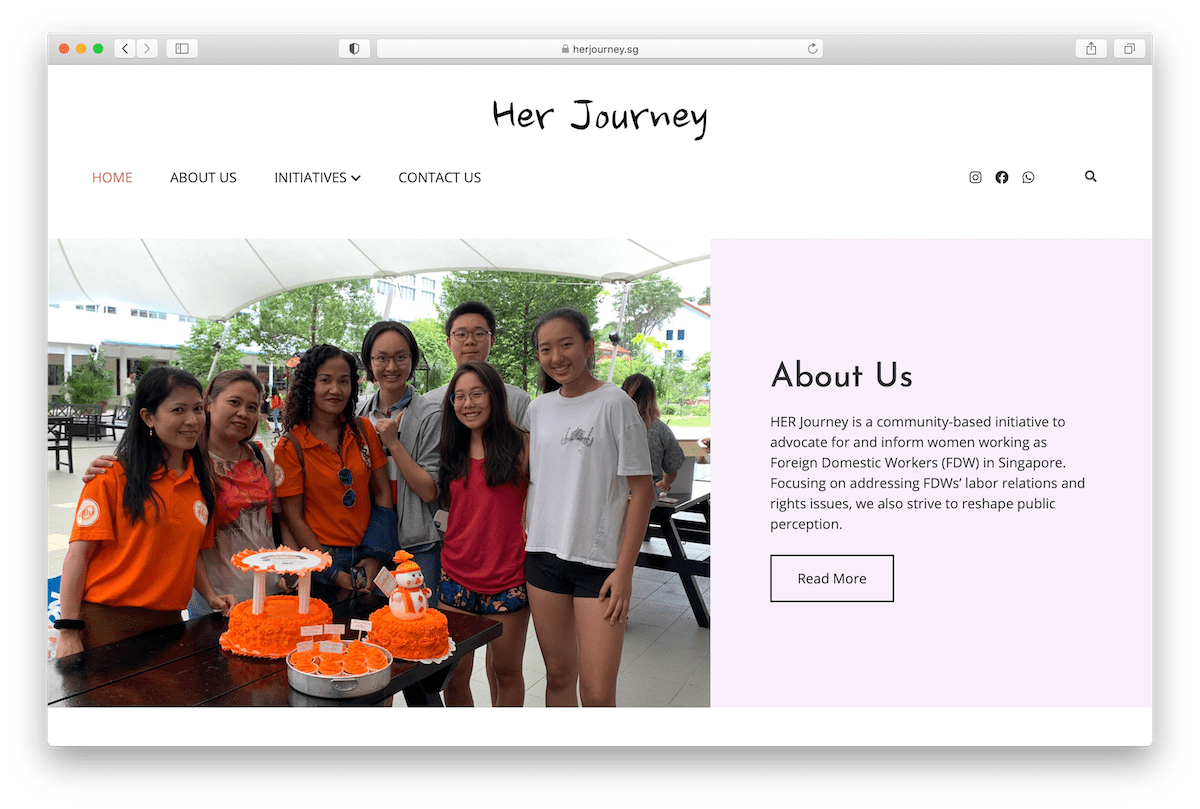 herjourney.sg
Her Journey
HOME ABOUT US INITIATIVES CONTACT US
About Us
HER Journey is a community-based initiative to
advocate for and inform women working as
Foreign Domestic Workers (FDW) in Singapore.
Focusing on addressing FDWs’ labor relations and
rights issues, we also strive to reshape public
perception.
Read More